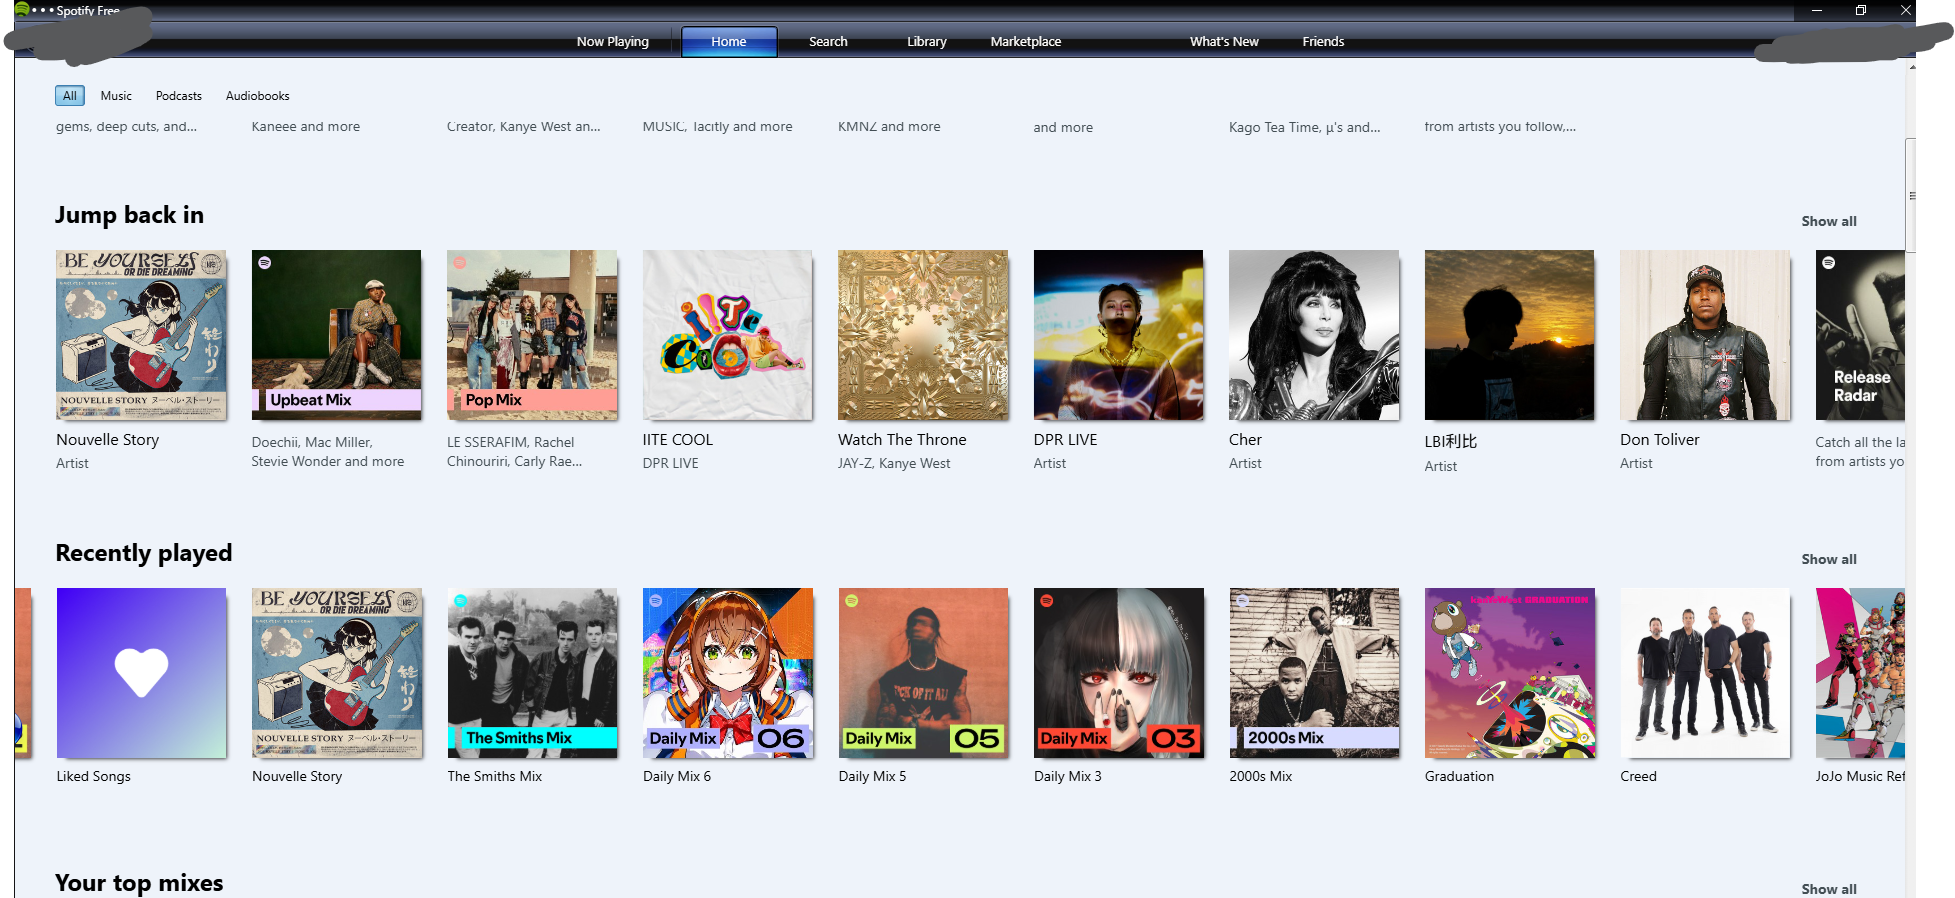 Spotify Free
Now Playing
Home
Search
Library
Marketplace
What's New
Friends
All
Music
Podcasts
Audiobooks
gems, deep cuts, and...
Kaneee and more
Creator, Kanye West an...
MUSIC, Tacitly and more
KMNZ and more
and more
Kago Tea Time, μ's and...
from artists you follow,...
Jump back in
Show all
BE YOURSELF
OR DIE DREAMING
終わり
NOUVELLE STORY ヌーベル・ストーリー
Nouvelle Story
Artist
Upbeat Mix
Doechii, Mac Miller,
Stevie Wonder and more
Pop Mix
LE SSERAFIM, Rachel
Chinouriri, Carly Rae...
IITE
COOL
IITE COOL
DPR LIVE
Watch The Throne
JAY-Z, Kanye West
DPR LIVE
Artist
Cher
Artist
LBI利比
Artist
Don Toliver
Artist
Release
Radar
Catch all the la
from artists yo
Recently played
Show all
Liked Songs
BE YOURSELF
OR DIE DREAMING
終わり
NOUVELLE STORY ヌーベル・ストーリー
Nouvelle Story
The Smiths Mix
The Smiths Mix
Daily Mix 06
Daily Mix 6
Daily Mix 05
Daily Mix 5
Daily Mix 03
Daily Mix 3
2000s Mix
2000s Mix
KanYeWest GRADUATION
Graduation
Creed
JoJo Music Ref
Your top mixes
Show all